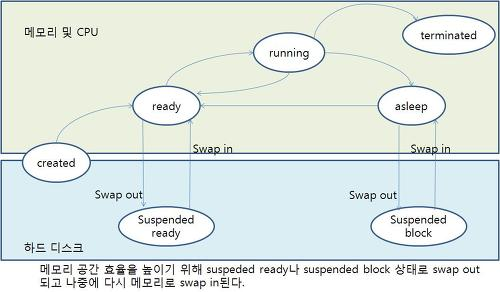 메모리 및 CPU
terminated
running
ready
asleep
created
Swap in
Swap in
Swap out
Swap out
Suspended
ready
Suspended
block
하드 디스크
메모리 공간 효율을 높이기 위해 suspeded ready나 suspended block 상태로 swap out
되고 나중에 다시 메모리로 swap in된다.